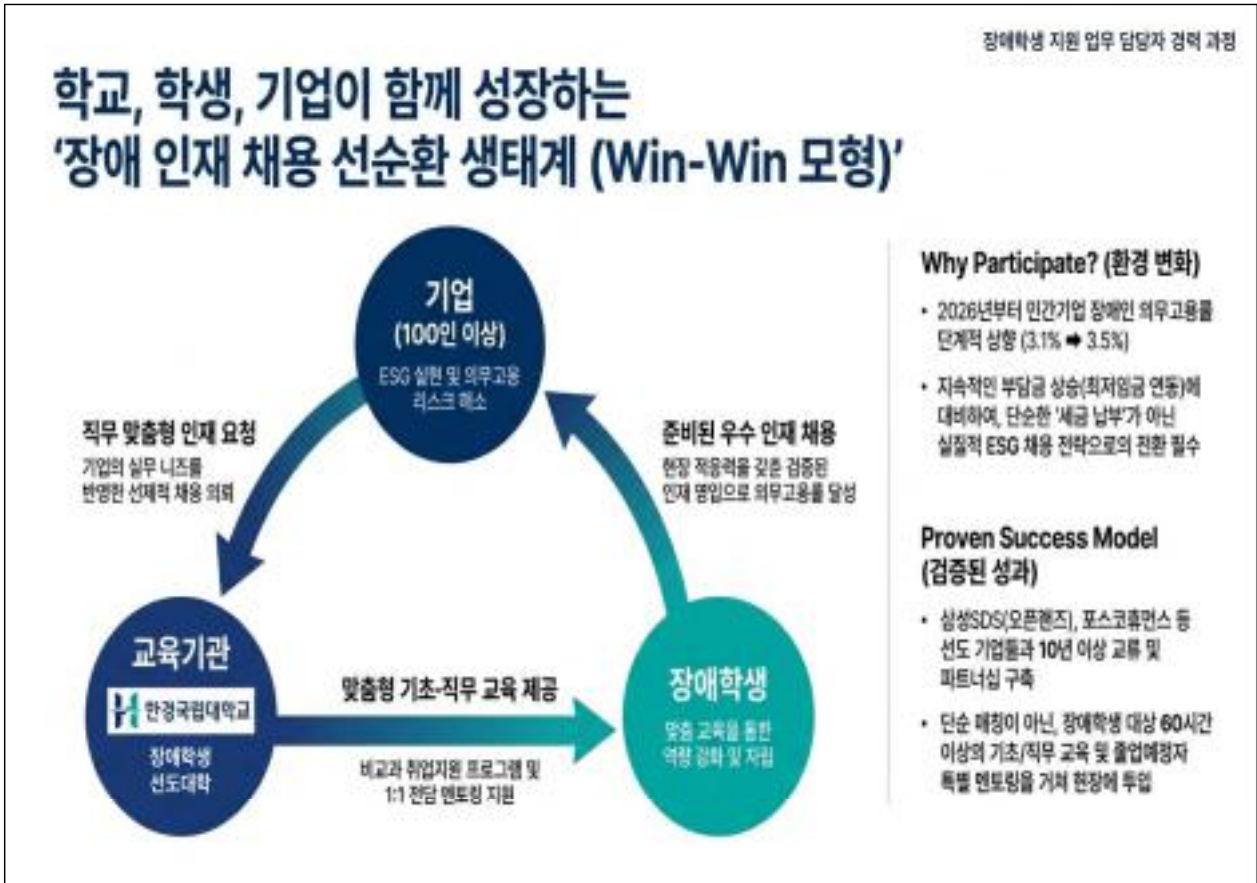 장애학생 지원 업무 담당자 경력 과정
학교, 학생, 기업이 함께 성장하는
‘장애 인재 채용 선순환 생태계 (Win-Win 모형)’
기업
(100인 이상)
ESG 실현 및 의무고용
리스크 해소
직무 맞춤형 인재 요청
기업의 실무 니즈를
반영한 선제적 채용 의뢰
준비된 우수 인재 채용
현장 적응력을 갖춘 검증된
인재 영입으로 의무고용률 달성
교육기관
한경국립대학교
장애학생
선도대학
맞춤형 기초-직무 교육 제공
비교과 취업지원 프로그램 및
1:1 전담 멘토링 지원
장애학생
맞춤 교육을 통한
역량 강화 및 자립
Why Participate? (환경 변화)
• 2026년부터 민간기업 장애인 의무고용률
단계적 상향 (3.1% ➡ 3.5%)
• 지속적인 부담금 상승(최저임금 연동)에
대비하여, 단순한 ‘세금 납부’가 아닌
실질적 ESG 채용 전략으로의 전환 필수
Proven Success Model
(검증된 성과)
• 삼성SDS(오픈핸즈), 포스코휴먼스 등
선도 기업들과 10년 이상 교류 및
파트너십 구축
• 단순 매칭이 아닌, 장애학생 대상 60시간
이상의 기초/직무 교육 및 졸업예정자
특별 멘토링을 거쳐 현장에 투입